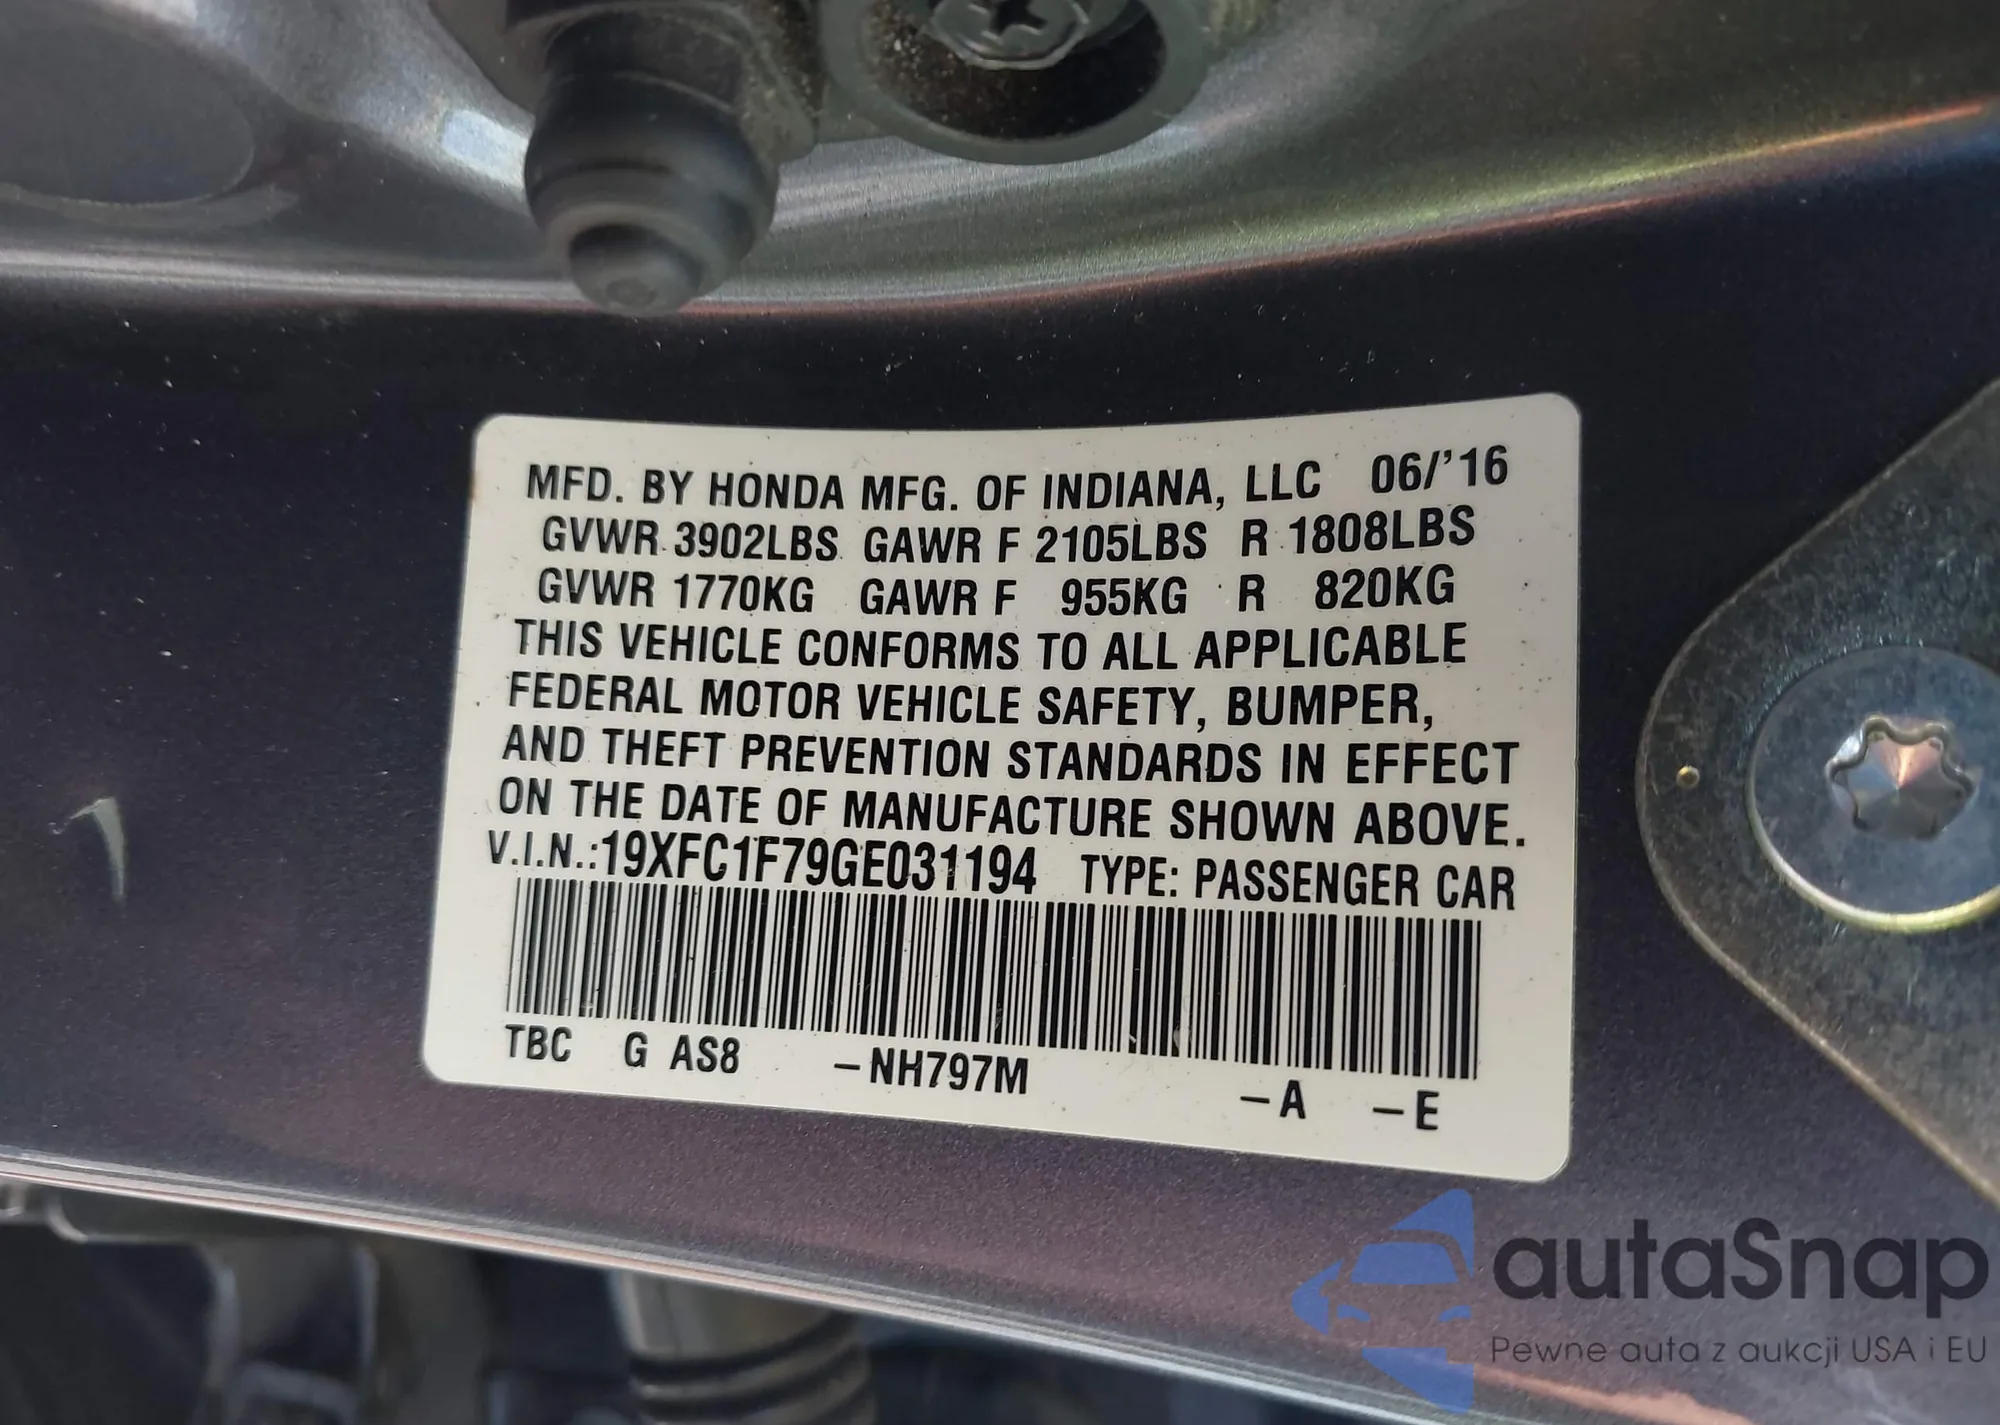 MFD. BY HONDA MFG. OF INDIANA, LLC 06/'16
GVWR 3902LBS GAWR F 2105LBS R 1808LBS
GVWR 1770KG GAWR F 955KG R 820KG
THIS VEHICLE CONFORMS TO ALL APPLICABLE
FEDERAL MOTOR VEHICLE SAFETY, BUMPER,
AND THEFT PREVENTION STANDARDS IN EFFECT
ON THE DATE OF MANUFACTURE SHOWN ABOVE.
V.I.N.:19XFC1F79GE031194 TYPE: PASSENGER CAR
TBC G AS8 –NH797M –A –E
autaSnap
Pewne auta z aukcji USA i EU